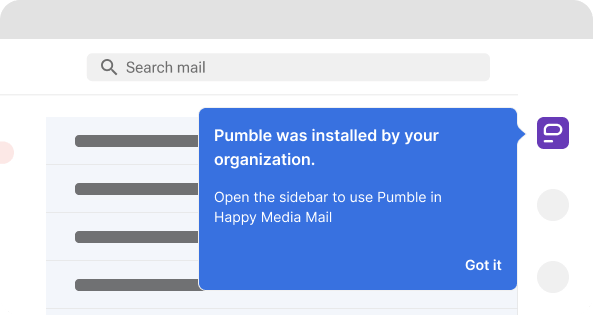 Search mail
Pumble was installed by your
organization.
Open the sidebar to use Pumble in
Happy Media Mail
Got it